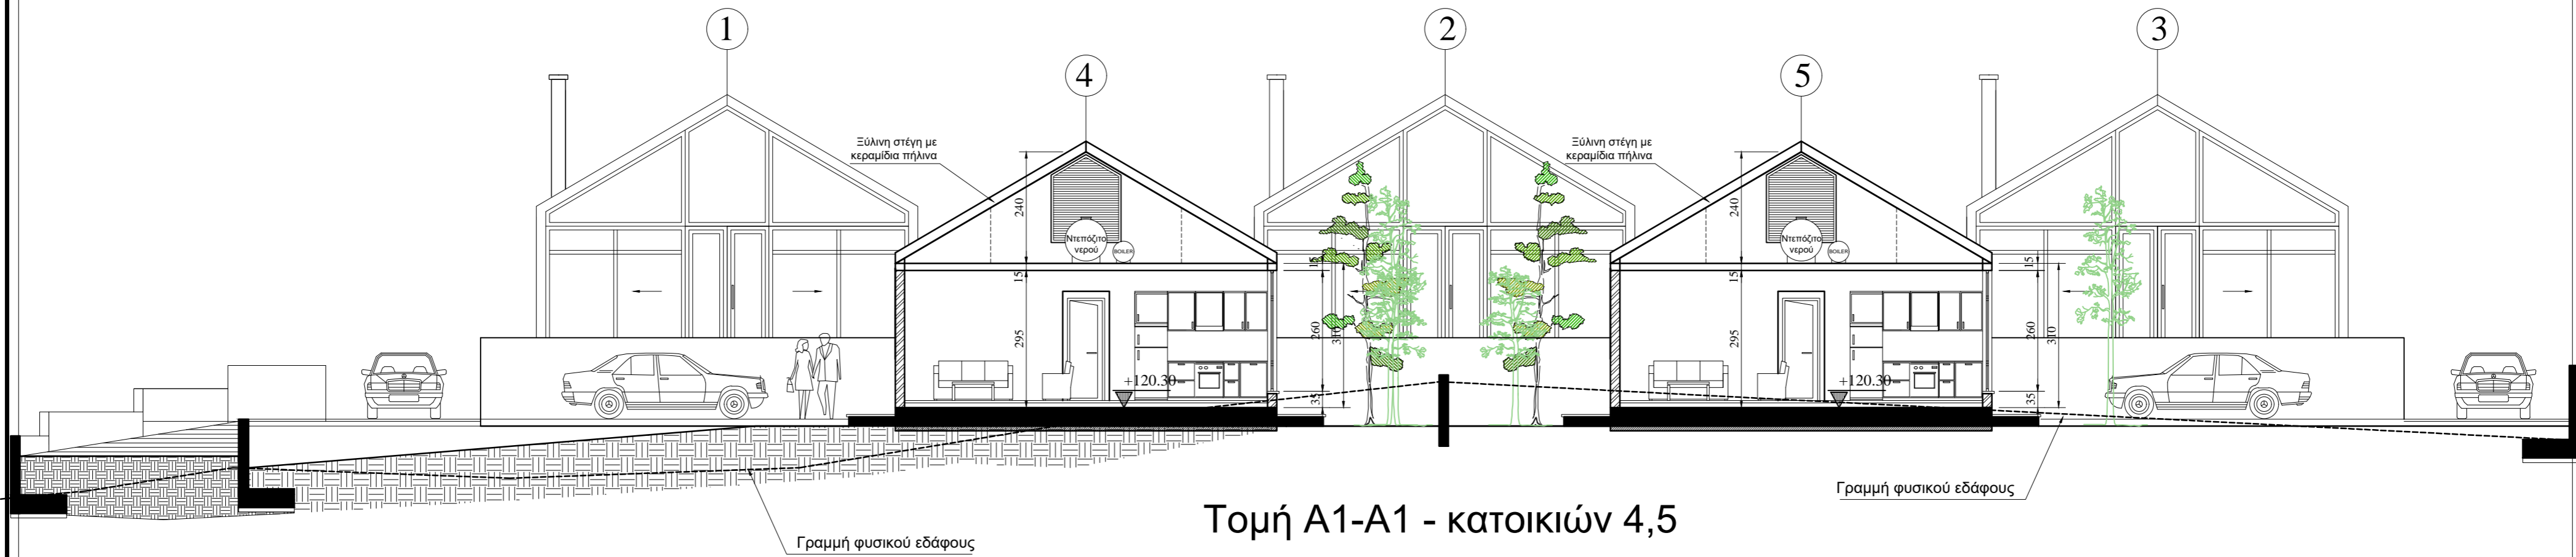 1
2
3
4
5
Ξύλινη στέγη με
κεραμίδια πήλινα
Ξύλινη στέγη με
κεραμίδια πήλινα
240
Ντεπόζιτο
νερού
BOILER
15
295
+120.30
15
260
310
35
240
Ντεπόζιτο
νερού
BOILER
15
295
+120.30
15
260
310
35
Γραμμή φυσικού εδάφους
Τομή Α1-Α1 - κατοικιών 4,5
Γραμμή φυσικού εδάφους